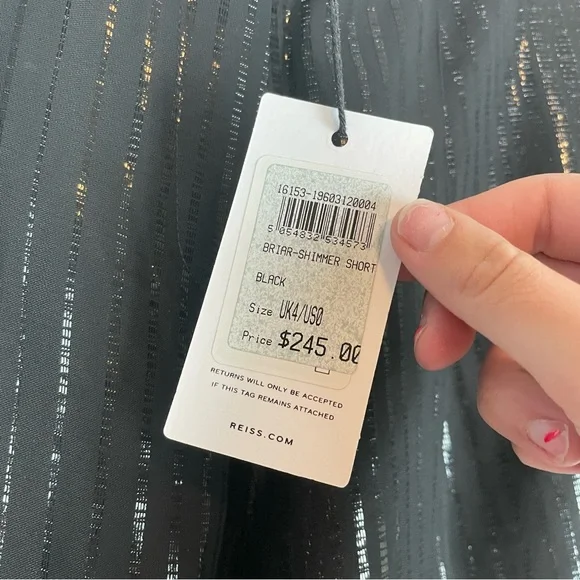 16153-19603120004
5 054832 534573
BRIAR-SHIMMER SHORT
BLACK
Size UK4/US0
Price $245.00
RETURNS WILL ONLY BE ACCEPTED
IF THIS TAG REMAINS ATTACHED
REISS.COM